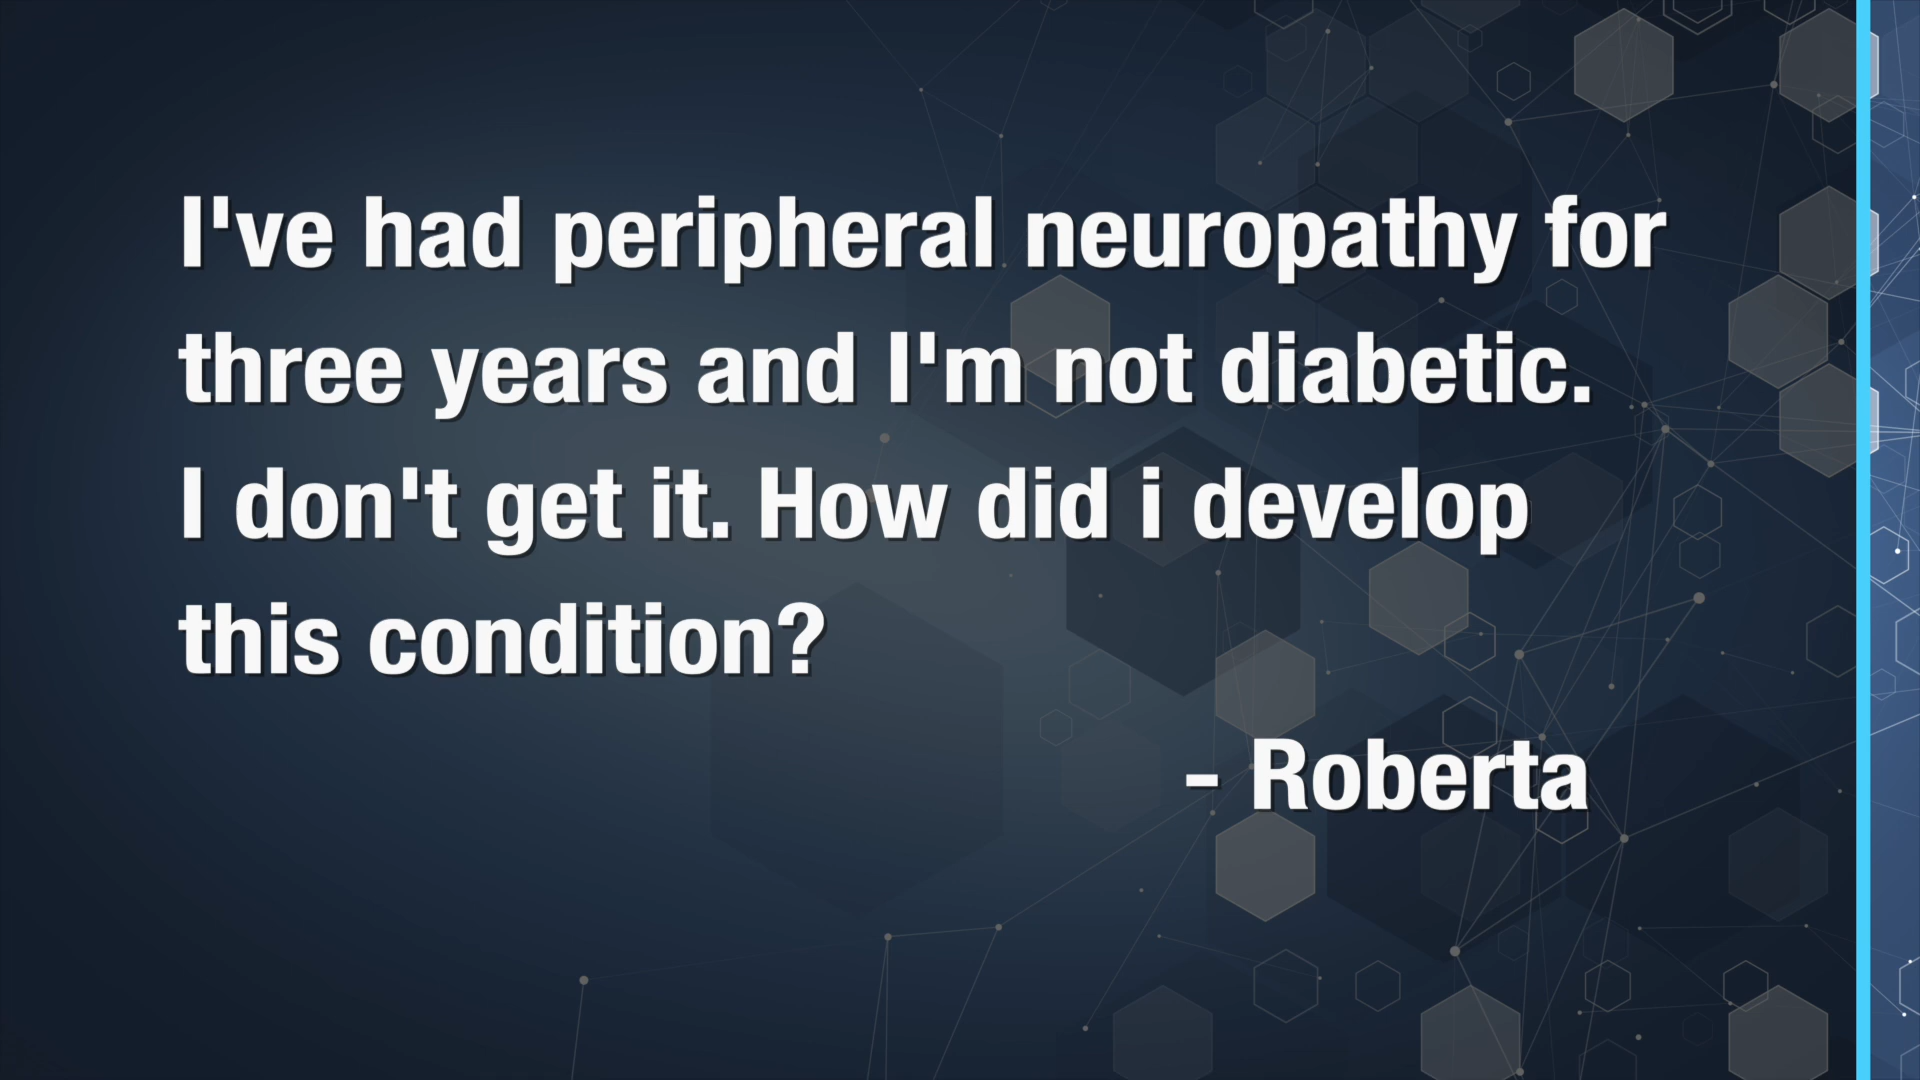 I've had peripheral neuropathy for
three years and I'm not diabetic.
I don't get it. How did i develop
this condition?
- Roberta